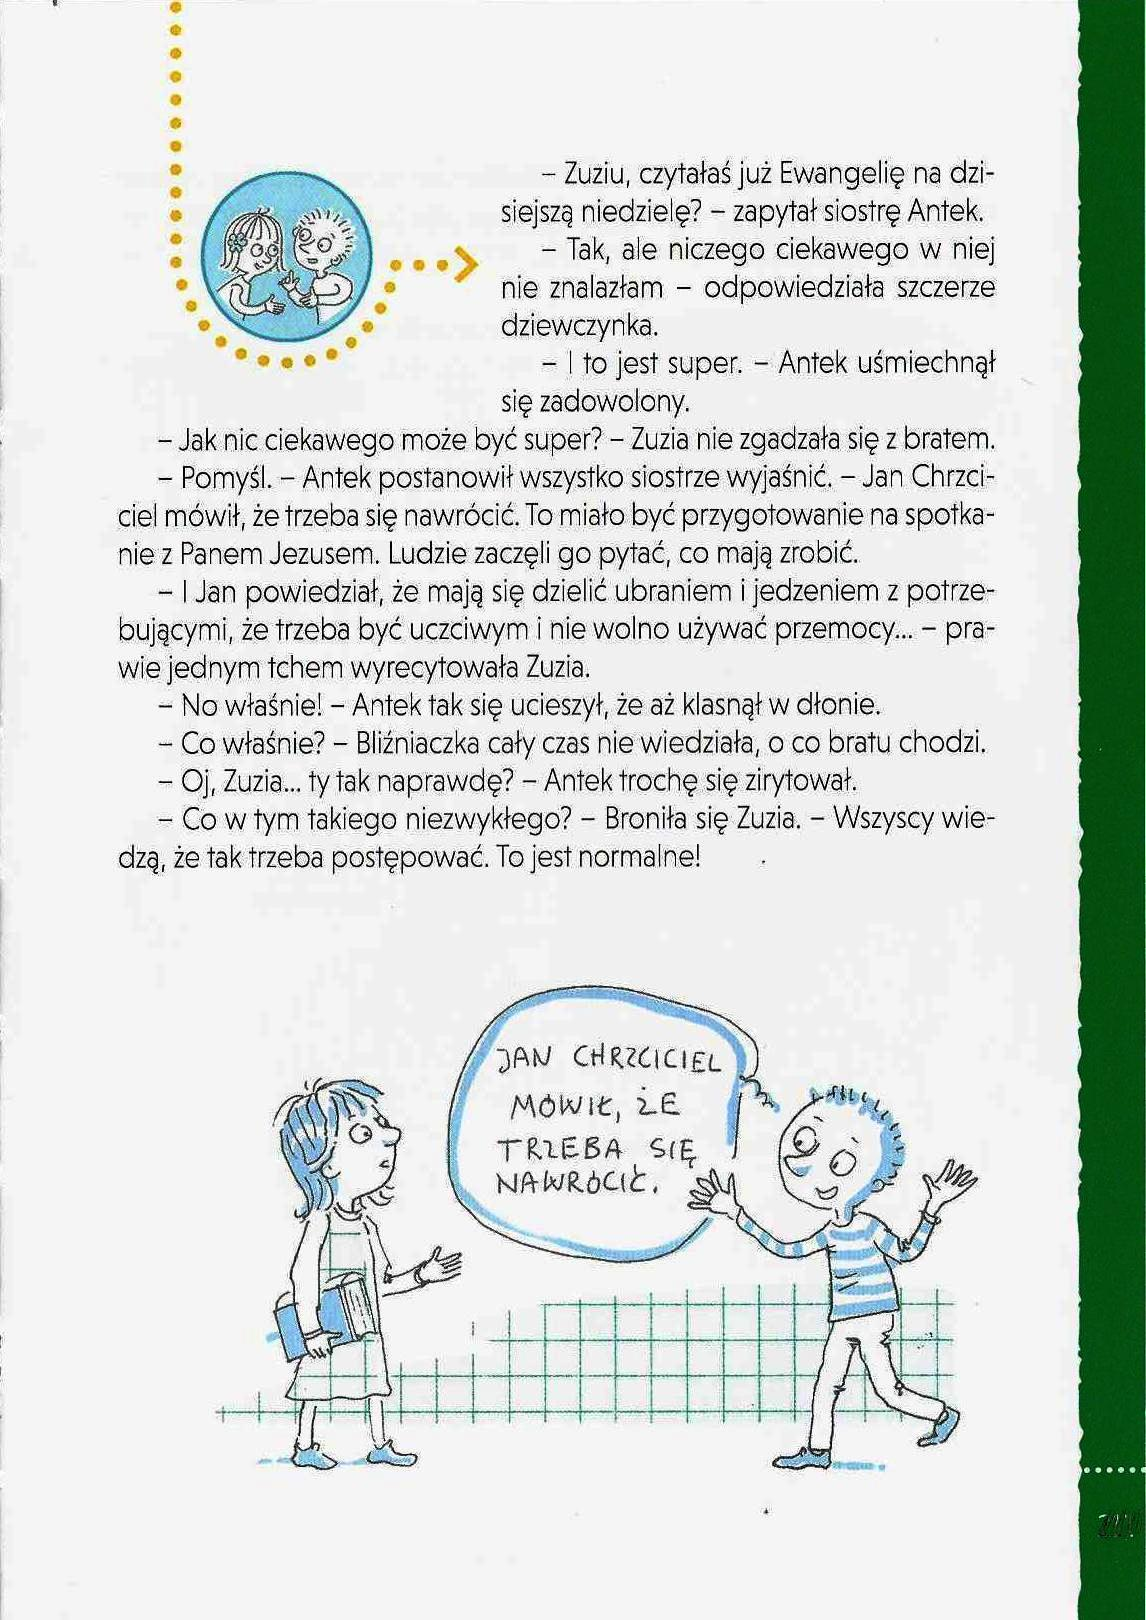 – Zuziu, czytałaś już Ewangelię na dzi-
siejszą niedzielę? – zapytał siostrę Antek.
– Tak, ale niczego ciekawego w niej
nie znalazłam – odpowiedziała szczerze
dziewczynka.
– I to jest super. – Antek uśmiechnął
się zadowolony.
– Jak nic ciekawego może być super? – Zuzia nie zgadzała się z bratem.
– Pomyśl. – Antek postanowił wszystko siostrze wyjaśnić. – Jan Chrzci-
ciel mówił, że trzeba się nawrócić. To miało być przygotowanie na spotka-
nie z Panem Jezusem. Ludzie zaczęli go pytać, co mają zrobić.
– I Jan powiedział, że mają się dzielić ubraniem i jedzeniem z potrze-
bującymi, że trzeba być uczciwym i nie wolno używać przemocy... – pra-
wie jednym tchem wyrecytowała Zuzia.
– No właśnie! – Antek tak się ucieszył, że aż klasnął w dłonie.
– Co właśnie? – Bliźniaczka cały czas nie wiedziała, o co bratu chodzi.
– Oj, Zuzia... ty tak naprawdę? – Antek trochę się zirytował.
– Co w tym takiego niezwykłego? – Broniła się Zuzia. – Wszyscy wie-
dzą, że tak trzeba postępować. To jest normalne!
JAN CHRZCICIEL
MÓWIŁ, ŻE
TRZEBA SIĘ
NAWRÓCIĆ.